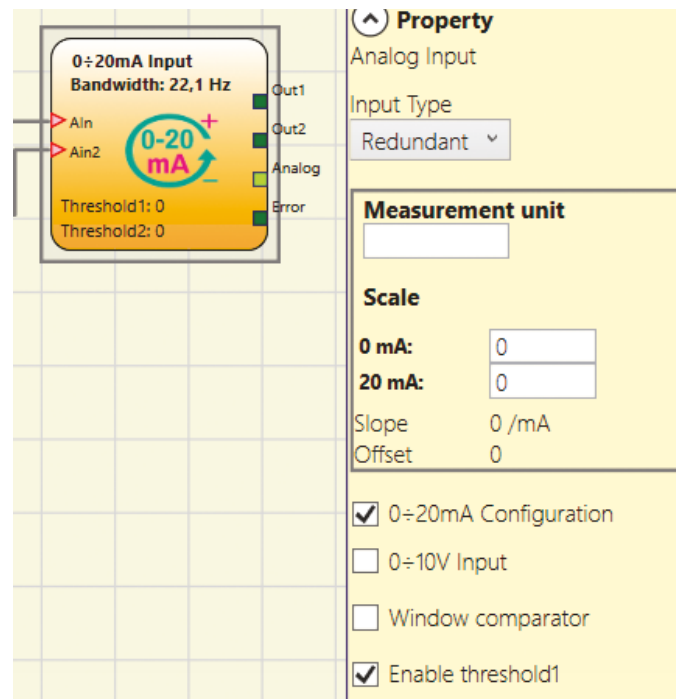 0÷20mA Input
Bandwidth: 22,1 Hz
Out1
AIn
Out2
0-20
mA
Ain2
Analog
Threshold1: 0
Error
Threshold2: 0
Property
Analog Input
Input Type
Redundant
Measurement unit
Scale
0 mA: 0
20 mA: 0
Slope 0 /mA
Offset 0
0÷20mA Configuration
0÷10V Input
Window comparator
Enable threshold1